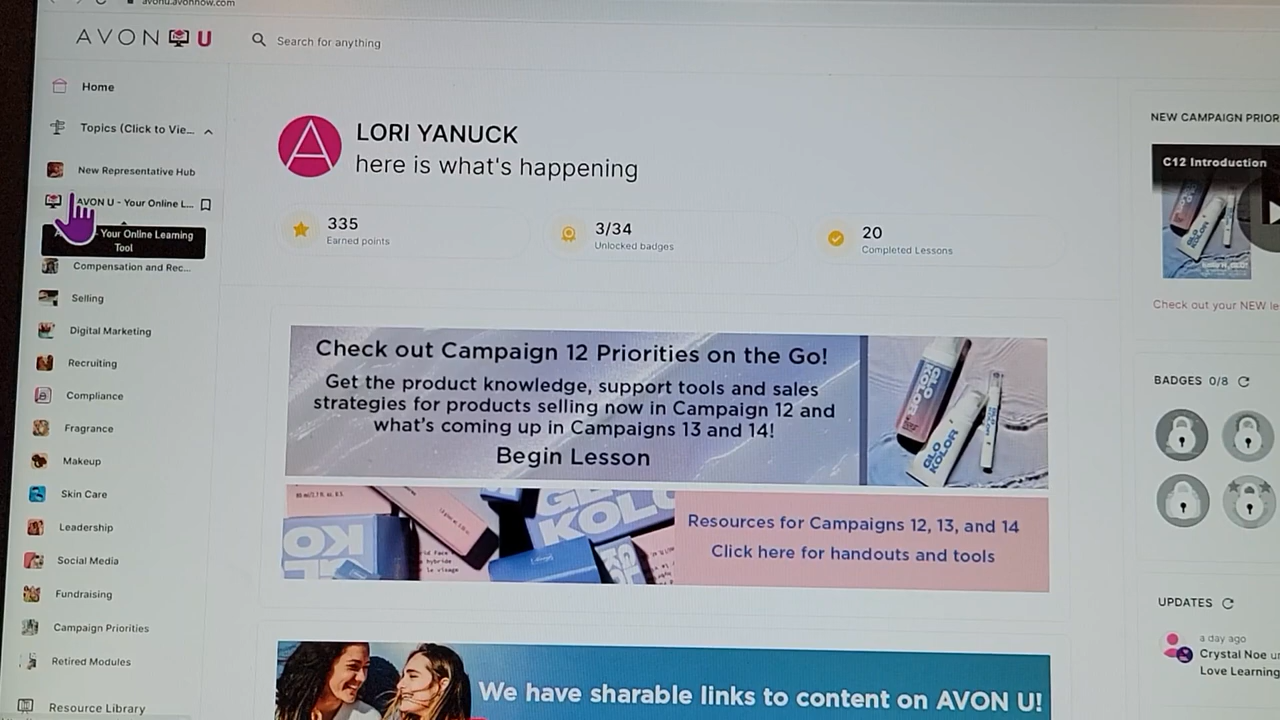 avonu.avonnow.com
AVON U
Search for anything
Home
Topics (Click to Vie...
New Representative Hub
AVON U - Your Online L...
Your Online Learning
Tool
Compensation and Rec...
Selling
Digital Marketing
Recruiting
Compliance
Fragrance
Makeup
Skin Care
Leadership
Social Media
Fundraising
Campaign Priorities
Retired Modules
Resource Library
LORI YANUCK
here is what's happening
335
Earned points
3/34
Unlocked badges
20
Completed Lessons
Check out Campaign 12 Priorities on the Go!
Get the product knowledge, support tools and sales
strategies for products selling now in Campaign 12 and
what's coming up in Campaigns 13 and 14!
Begin Lesson
GLO
KOLOR
GLO
KOLOR
Resources for Campaigns 12, 13, and 14
Click here for handouts and tools
We have sharable links to content on AVON U!
NEW CAMPAIGN PRIOR
C12 Introduction
Check out your NEW le
BADGES 0/8
UPDATES
a day ago
Crystal Noe
Love Learning